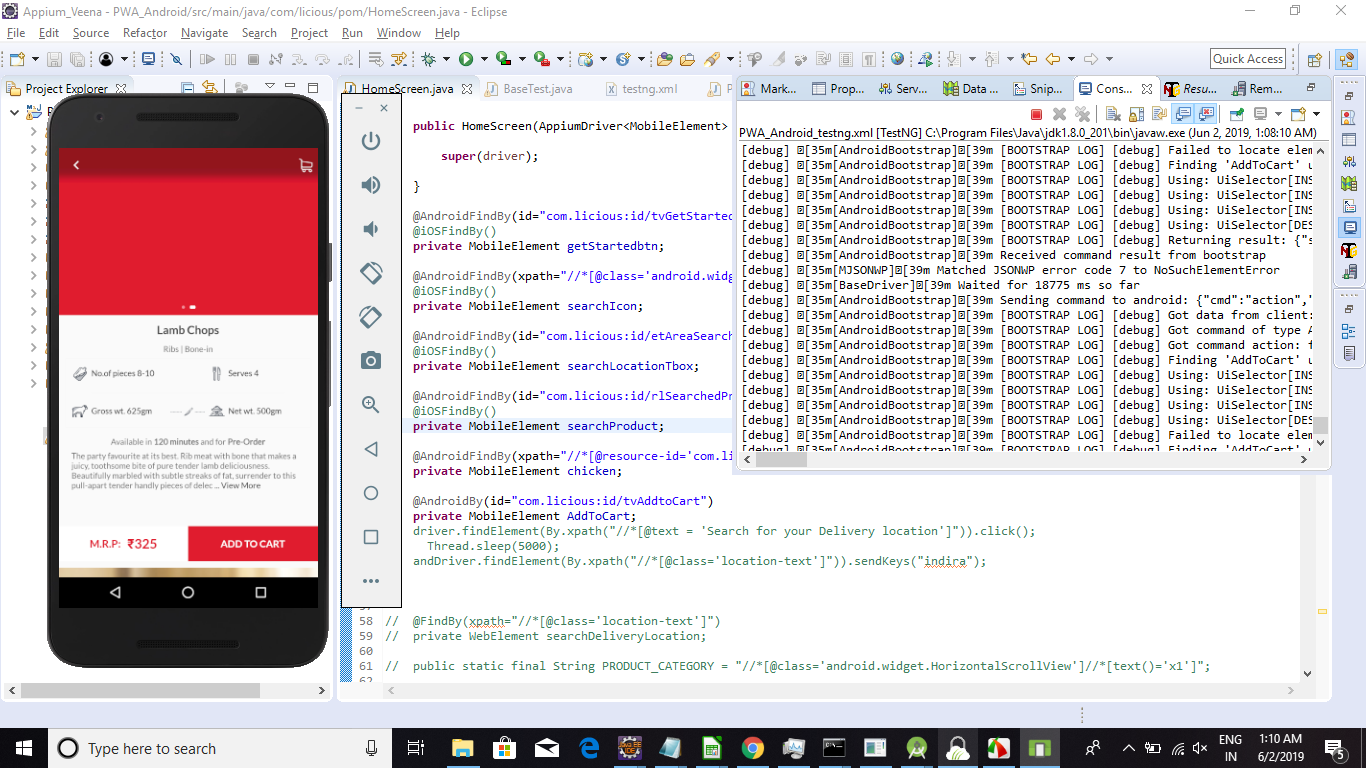 Appium_Veena - PWA_Android/src/main/java/com/licious/pom/HomeScreen.java - Eclipse
File Edit Source Refactor Navigate Search Project Run Window Help
Quick Access
Project Explorer
HomeScreen.java
BaseTest.java
testng.xml
Mark...
Prop...
Serv...
Data ...
Snip...
Cons...
Resu...
Rem...
PWA_Android_testng.xml [TestNG] C:\Program Files\Java\jdk1.8.0_201\bin\javaw.exe (Jun 2, 2019, 1:08:10 AM)
[debug] [35m[AndroidBootstrap][39m [BOOTSTRAP LOG] [debug] Failed to locate elem
[debug] [35m[AndroidBootstrap][39m [BOOTSTRAP LOG] [debug] Finding 'AddToCart' u
[debug] [35m[AndroidBootstrap][39m [BOOTSTRAP LOG] [debug] Using: UiSelector[INS
[debug] [35m[AndroidBootstrap][39m [BOOTSTRAP LOG] [debug] Using: UiSelector[INS
[debug] [35m[AndroidBootstrap][39m [BOOTSTRAP LOG] [debug] Using: UiSelector[INS
[debug] [35m[AndroidBootstrap][39m [BOOTSTRAP LOG] [debug] Using: UiSelector[DES
[debug] [35m[AndroidBootstrap][39m [BOOTSTRAP LOG] [debug] Returning result: {"s
[debug] [35m[AndroidBootstrap][39m Received command result from bootstrap
[debug] [35m[MJSONWP][39m Matched JSONWP error code 7 to NoSuchElementError
[debug] [35m[BaseDriver][39m Waited for 18775 ms so far
[debug] [35m[AndroidBootstrap][39m Sending command to android: {"cmd":"action","
[debug] [35m[AndroidBootstrap][39m [BOOTSTRAP LOG] [debug] Got data from client:
[debug] [35m[AndroidBootstrap][39m [BOOTSTRAP LOG] [debug] Got command of type A
[debug] [35m[AndroidBootstrap][39m [BOOTSTRAP LOG] [debug] Got command action: f
[debug] [35m[AndroidBootstrap][39m [BOOTSTRAP LOG] [debug] Finding 'AddToCart' u
[debug] [35m[AndroidBootstrap][39m [BOOTSTRAP LOG] [debug] Using: UiSelector[INS
[debug] [35m[AndroidBootstrap][39m [BOOTSTRAP LOG] [debug] Using: UiSelector[INS
[debug] [35m[AndroidBootstrap][39m [BOOTSTRAP LOG] [debug] Using: UiSelector[INS
[debug] [35m[AndroidBootstrap][39m [BOOTSTRAP LOG] [debug] Using: UiSelector[DES
[debug] [35m[AndroidBootstrap][39m [BOOTSTRAP LOG] [debug] Failed to locate elem
[debug] [35m[AndroidBootstrap][39m [BOOTSTRAP LOG] [debug] Finding 'AddToCart' u
public HomeScreen(AppiumDriver<MobileElement>
super(driver);
}
@AndroidFindBy(id="com.licious:id/tvGetStarted
@iOSFindBy()
private MobileElement getStartedbtn;
@AndroidFindBy(xpath="//*[@class='android.widg
@iOSFindBy()
private MobileElement searchIcon;
@AndroidFindBy(id="com.licious:id/etAreaSearch
@iOSFindBy()
private MobileElement searchLocationTbox;
@AndroidFindBy(id="com.licious:id/rlSearchedPr
@iOSFindBy()
private MobileElement searchProduct;
@AndroidFindBy(xpath="//*[@resource-id='com.li
private MobileElement chicken;
@AndroidBy(id="com.licious:id/tvAddtoCart")
private MobileElement AddToCart;
driver.findElement(By.xpath("//*[@text = 'Search for your Delivery location']")).click();
Thread.sleep(5000);
andDriver.findElement(By.xpath("//*[@class='location-text']")).sendKeys("indira");
58 // @FindBy(xpath="//*[@class='location-text']")
59 // private WebElement searchDeliveryLocation;
60
61 // public static final String PRODUCT_CATEGORY = "//*[@class='android.widget.HorizontalScrollView']//*[text()='x1']";
62
Lamb Chops
Ribs | Bone-in
No.of pieces 8-10 Serves 4
Gross wt. 625gm Net wt. 500gm
Available in 120 minutes and for Pre-Order
The party favourite at its best. Rib meat with bone that makes a
juicy, toothsome bite of pure tender lamb deliciousness.
Beautifully marbled with subtle streaks of fat, surrender to this
pull-apart tender handly pieces of delec ... View More
M.R.P: ₹325 ADD TO CART
Type here to search
ENG
IN
1:10 AM
6/2/2019
5